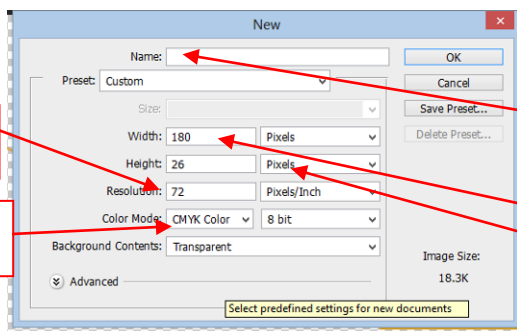 New
Name:
OK
Preset: Custom
Cancel
Size:
Save Preset...
Width: 180 Pixels
Delete Preset...
Height: 26 Pixels
Resolution: 72 Pixels/Inch
Color Mode: CMYK Color 8 bit
Background Contents: Transparent
Image Size:
18.3K
Advanced
Select predefined settings for new documents